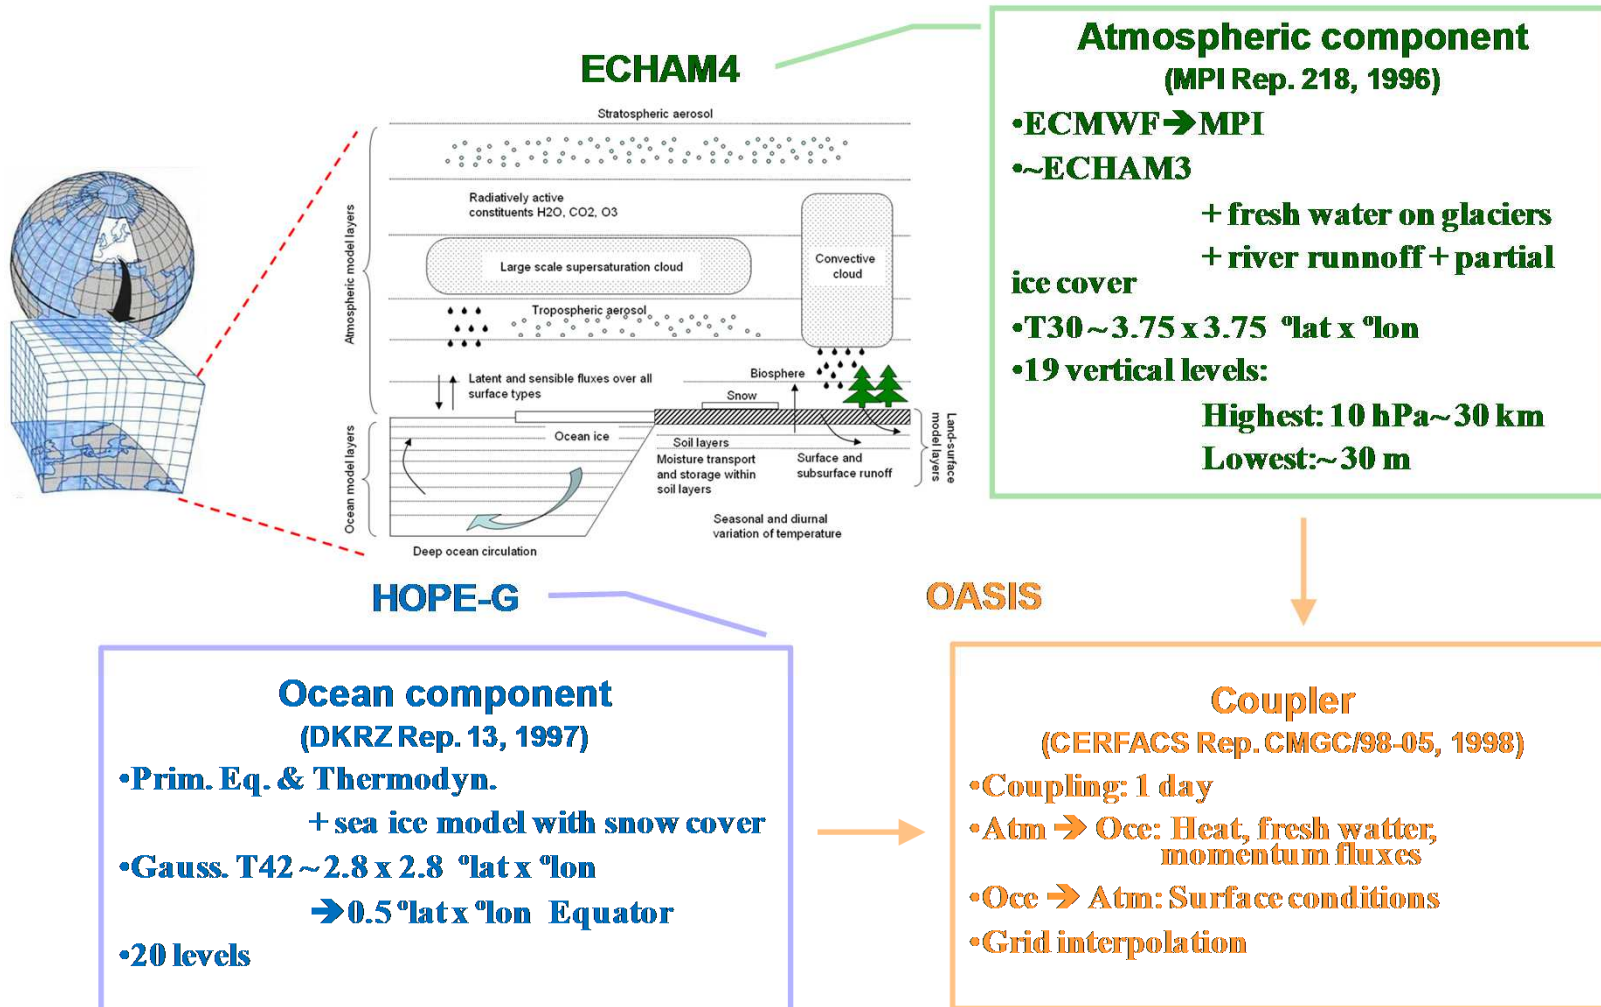 ECHAM4
Stratospheric aerosol
Atmospheric model layers
Radiatively active
constituents H2O, CO2, O3
Large scale supersaturation cloud
Convective
cloud
Tropospheric aerosol
Latent and sensible fluxes over all
surface types
Biosphere
Snow
Ocean ice
Ocean model layers
Soil layers
Moisture transport
and storage within
soil layers
Surface and
subsurface runoff
Land-surface
model layers
Seasonal and diurnal
variation of temperature
Deep ocean circulation
Atmospheric component
(MPI Rep. 218, 1996)
•ECMWF➔MPI
•~ECHAM3
+ fresh water on glaciers
+ river runnoff + partial
ice cover
•T30 ~ 3.75 x 3.75 ºlat x ºlon
•19 vertical levels:
Highest: 10 hPa~ 30 km
Lowest:~ 30 m
HOPE-G
Ocean component
(DKRZ Rep. 13, 1997)
•Prim. Eq. & Thermodyn.
+ sea ice model with snow cover
•Gauss. T42 ~ 2.8 x 2.8 ºlat x ºlon
➔0.5 ºlat x ºlon Equator
•20 levels
OASIS
Coupler
(CERFACS Rep. CMGC/98-05, 1998)
•Coupling: 1 day
•Atm ➔ Oce: Heat, fresh watter,
momentum fluxes
•Oce ➔ Atm: Surface conditions
•Grid interpolation